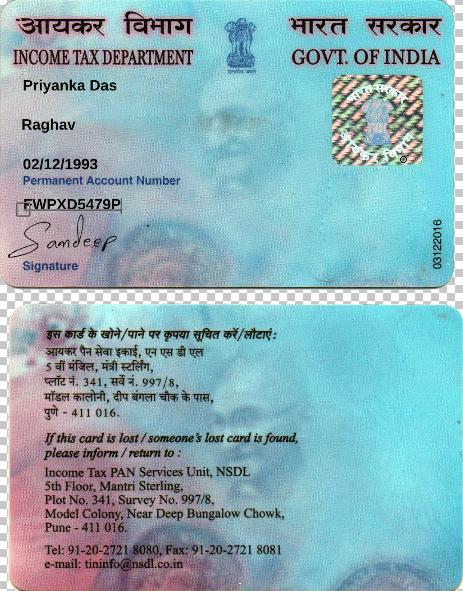 आयकर विभाग
भारत सरकार
INCOME TAX DEPARTMENT
GOVT. OF INDIA
Priyanka Das
Raghav
02/12/1993
Permanent Account Number
FWPXD5479P
Sandeep
Signature
03122016
भारत सरकार
आयकर विभाग
इस कार्ड के खोने/पाने पर कृपया सूचित करें/लौटाएं :
आयकर पैन सेवा इकाई, एन एस डी एल
5 वीं मंजिल, मंत्री स्टर्लिंग,
प्लॉट नं. 341, सर्वे नं. 997/8,
मॉडल कालोनी, दीप बंगला चौक के पास,
पुणे - 411 016.
If this card is lost / someone's lost card is found,
please inform / return to :
Income Tax PAN Services Unit, NSDL
5th Floor, Mantri Sterling,
Plot No. 341, Survey No. 997/8,
Model Colony, Near Deep Bungalow Chowk,
Pune - 411 016.
Tel: 91-20-2721 8080, Fax: 91-20-2721 8081
e-mail: tininfo@nsdl.co.in